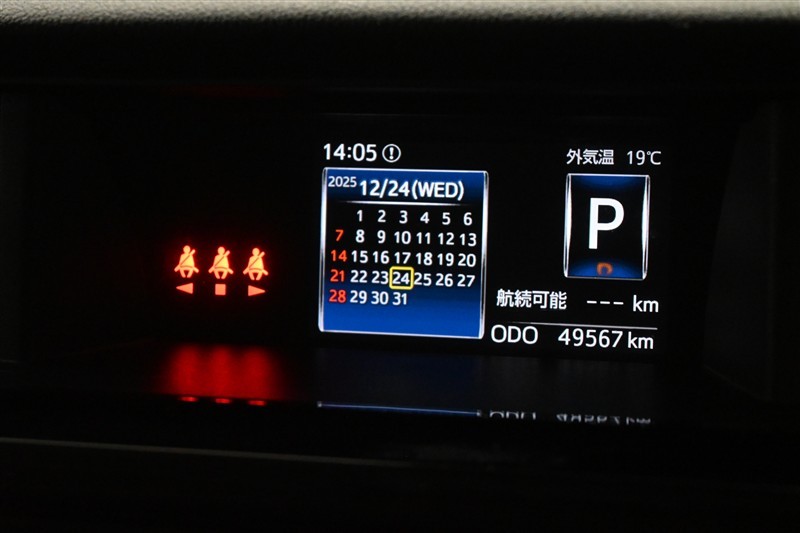 14:05
外気温 19℃
2025 12/24(WED)
1 2 3 4 5 6
7 8 9 10 11 12 13
14 15 16 17 18 19 20
21 22 23 24 25 26 27
28 29 30 31
P
D
航続可能 --- km
ODO 49567 km